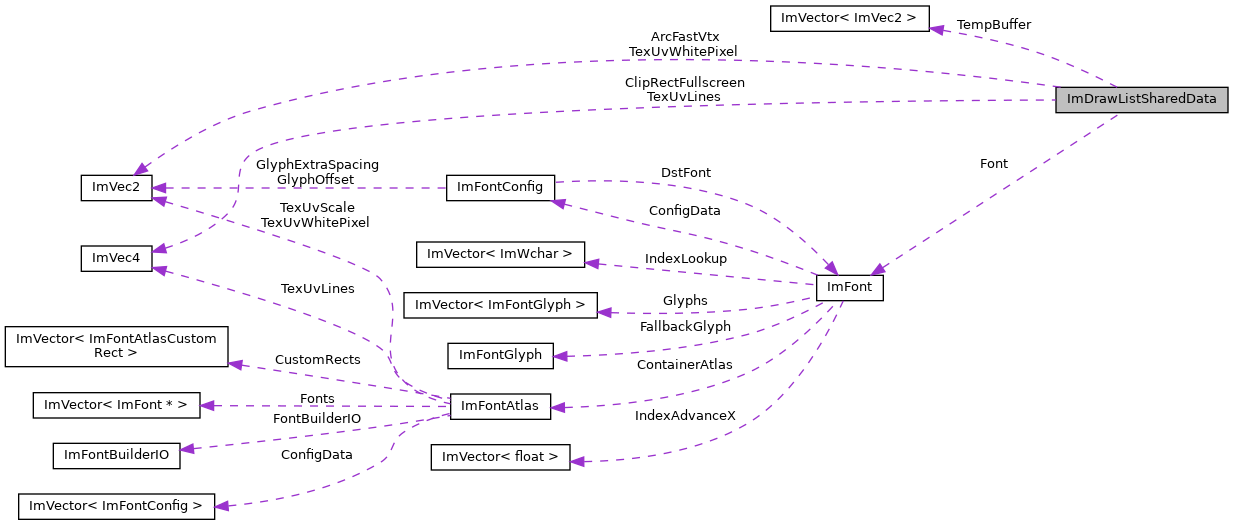 ImVector< ImVec2 >
TempBuffer
ArcFastVtx
TexUvWhitePixel
ClipRectFullscreen
TexUvLines
ImDrawListSharedData
GlyphExtraSpacing
GlyphOffset
ImFontConfig
DstFont
Font
ImVec2
TexUvScale
TexUvWhitePixel
ConfigData
ImVec4
ImVector< ImWchar >
IndexLookup
ImFont
TexUvLines
ImVector< ImFontGlyph >
Glyphs
FallbackGlyph
ImVector< ImFontAtlasCustom
Rect >
CustomRects
ImFontGlyph
ContainerAtlas
ImVector< ImFont * >
Fonts
ImFontAtlas
FontBuilderIO
IndexAdvanceX
ImFontBuilderIO
ConfigData
ImVector< float >
ImVector< ImFontConfig >